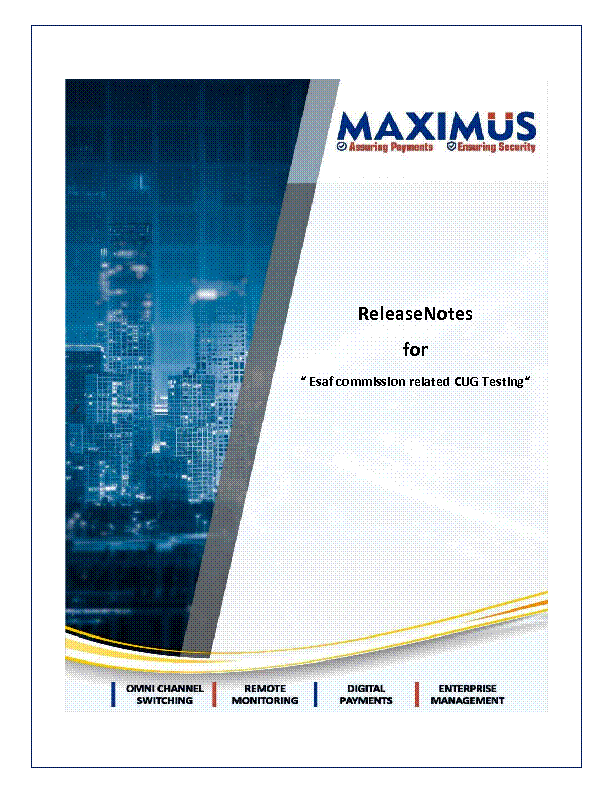 MAXIMUS
Assuring Payments Ensuring Security
ReleaseNotes
for
“ Esaf commission related CUG Testing“
OMNI CHANNEL SWITCHING
REMOTE MONITORING
DIGITAL PAYMENTS
ENTERPRISE MANAGEMENT